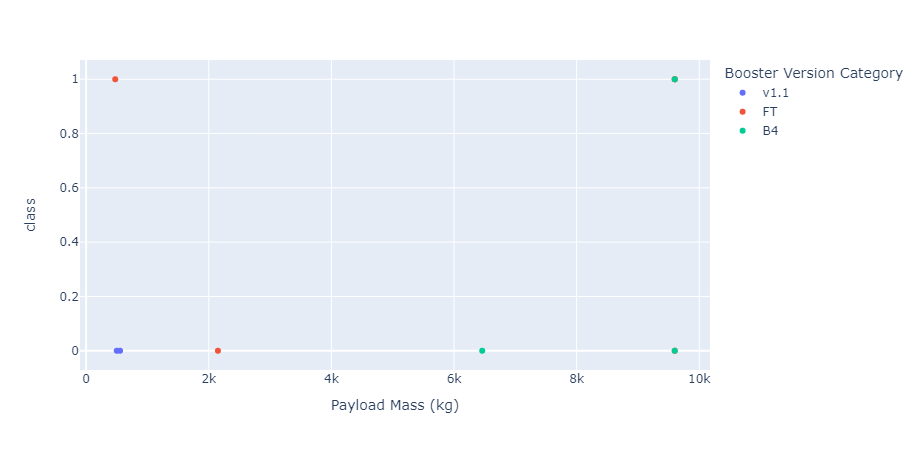 Booster Version Category
v1.1
FT
B4
1
0.8
0.6
0.4
0.2
0
class
0 2k 4k 6k 8k 10k
Payload Mass (kg)